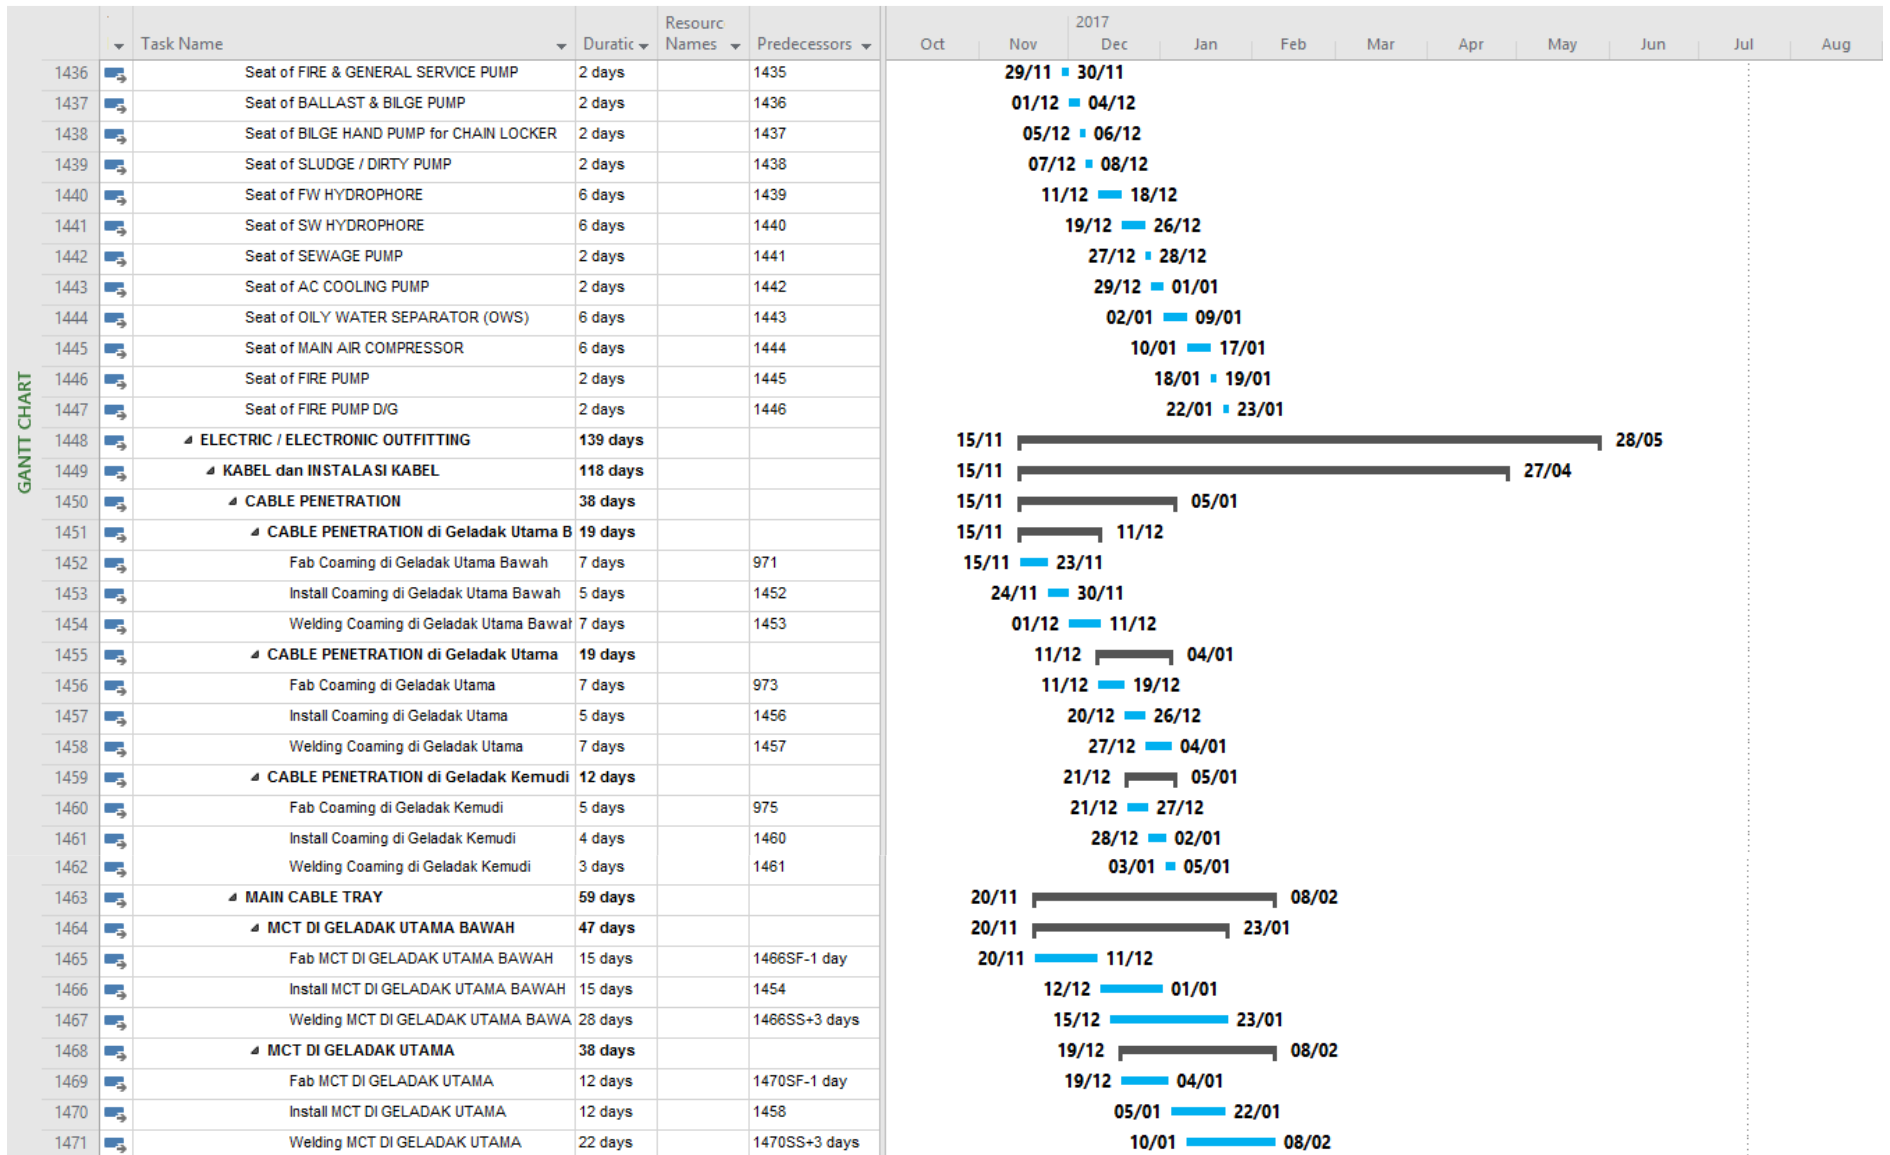 Task Name Duratic Resourc Names Predecessors 2017 Oct Nov Dec Jan Feb Mar Apr May Jun Jul Aug
GANTT CHART
1436 Seat of FIRE & GENERAL SERVICE PUMP 2 days 1435 29/11 30/11
1437 Seat of BALLAST & BILGE PUMP 2 days 1436 01/12 04/12
1438 Seat of BILGE HAND PUMP for CHAIN LOCKER 2 days 1437 05/12 06/12
1439 Seat of SLUDGE / DIRTY PUMP 2 days 1438 07/12 08/12
1440 Seat of FW HYDROPHORE 6 days 1439 11/12 18/12
1441 Seat of SW HYDROPHORE 6 days 1440 19/12 26/12
1442 Seat of SEWAGE PUMP 2 days 1441 27/12 28/12
1443 Seat of AC COOLING PUMP 2 days 1442 29/12 01/01
1444 Seat of OILY WATER SEPARATOR (OWS) 6 days 1443 02/01 09/01
1445 Seat of MAIN AIR COMPRESSOR 6 days 1444 10/01 17/01
1446 Seat of FIRE PUMP 2 days 1445 18/01 19/01
1447 Seat of FIRE PUMP D/G 2 days 1446 22/01 23/01
1448 ELECTRIC / ELECTRONIC OUTFITTING 139 days 15/11 28/05
1449 KABEL dan INSTALASI KABEL 118 days 15/11 27/04
1450 CABLE PENETRATION 38 days 15/11 05/01
1451 CABLE PENETRATION di Geladak Utama B 19 days 15/11 11/12
1452 Fab Coaming di Geladak Utama Bawah 7 days 971 15/11 23/11
1453 Install Coaming di Geladak Utama Bawah 5 days 1452 24/11 30/11
1454 Welding Coaming di Geladak Utama Bawah 7 days 1453 01/12 11/12
1455 CABLE PENETRATION di Geladak Utama 19 days 11/12 04/01
1456 Fab Coaming di Geladak Utama 7 days 973 11/12 19/12
1457 Install Coaming di Geladak Utama 5 days 1456 20/12 26/12
1458 Welding Coaming di Geladak Utama 7 days 1457 27/12 04/01
1459 CABLE PENETRATION di Geladak Kemudi 12 days 21/12 05/01
1460 Fab Coaming di Geladak Kemudi 5 days 975 21/12 27/12
1461 Install Coaming di Geladak Kemudi 4 days 1460 28/12 02/01
1462 Welding Coaming di Geladak Kemudi 3 days 1461 03/01 05/01
1463 MAIN CABLE TRAY 59 days 20/11 08/02
1464 MCT DI GELADAK UTAMA BAWAH 47 days 20/11 23/01
1465 Fab MCT DI GELADAK UTAMA BAWAH 15 days 1466SF-1 day 20/11 11/12
1466 Install MCT DI GELADAK UTAMA BAWAH 15 days 1454 12/12 01/01
1467 Welding MCT DI GELADAK UTAMA BAWA 28 days 1466SS+3 days 15/12 23/01
1468 MCT DI GELADAK UTAMA 38 days 19/12 08/02
1469 Fab MCT DI GELADAK UTAMA 12 days 1470SF-1 day 19/12 04/01
1470 Install MCT DI GELADAK UTAMA 12 days 1458 05/01 22/01
1471 Welding MCT DI GELADAK UTAMA 22 days 1470SS+3 days 10/01 08/02